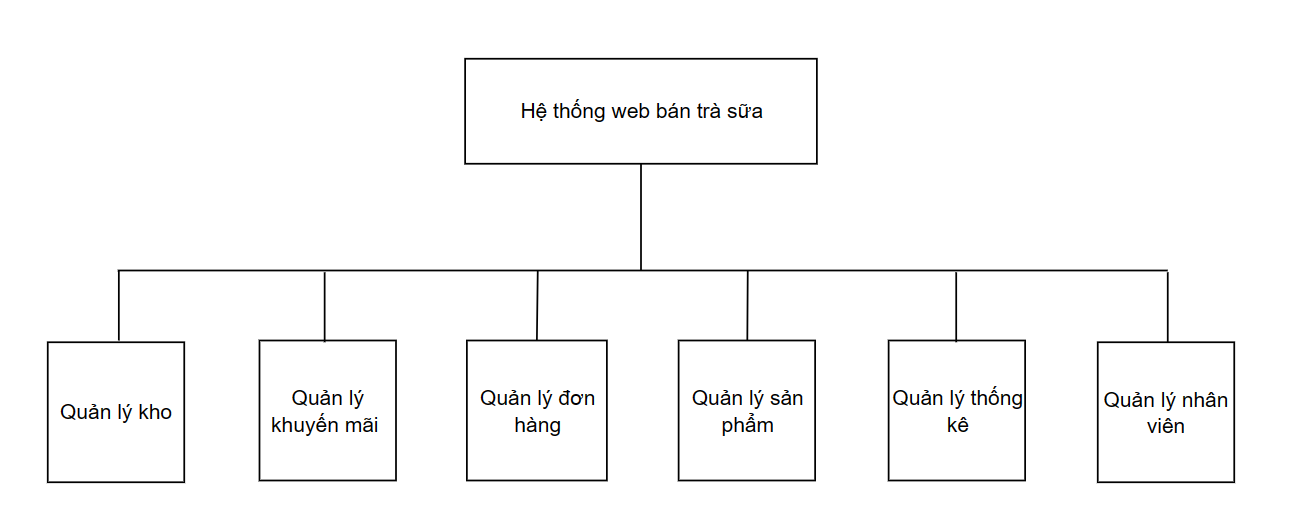 Hệ thống web bán trà sữa
Quản lý kho
Quản lý
khuyến mãi
Quản lý đơn
hàng
Quản lý sản
phẩm
Quản lý thống
kê
Quản lý nhân
viên